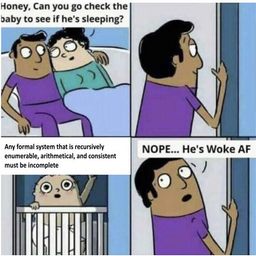 Honey, Can you go check the
baby to see if he's sleeping?
Any formal system that is recursively
enumerable, arithmetical, and consistent
must be incomplete
NOPE... He's Woke AF